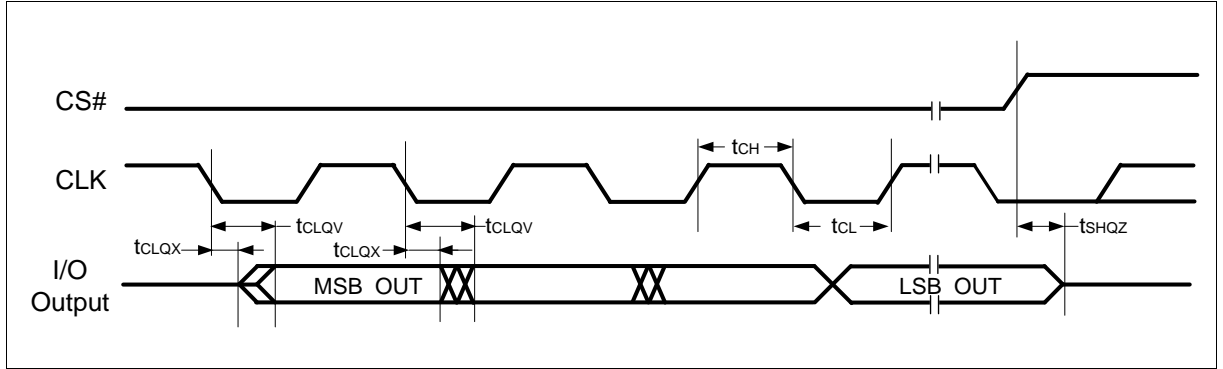 CS#
CLK
tCH
tCLQV
tCLQV
tCL
tSHQZ
tCLQX
tCLQX
I/O
Output
MSB OUT
LSB OUT